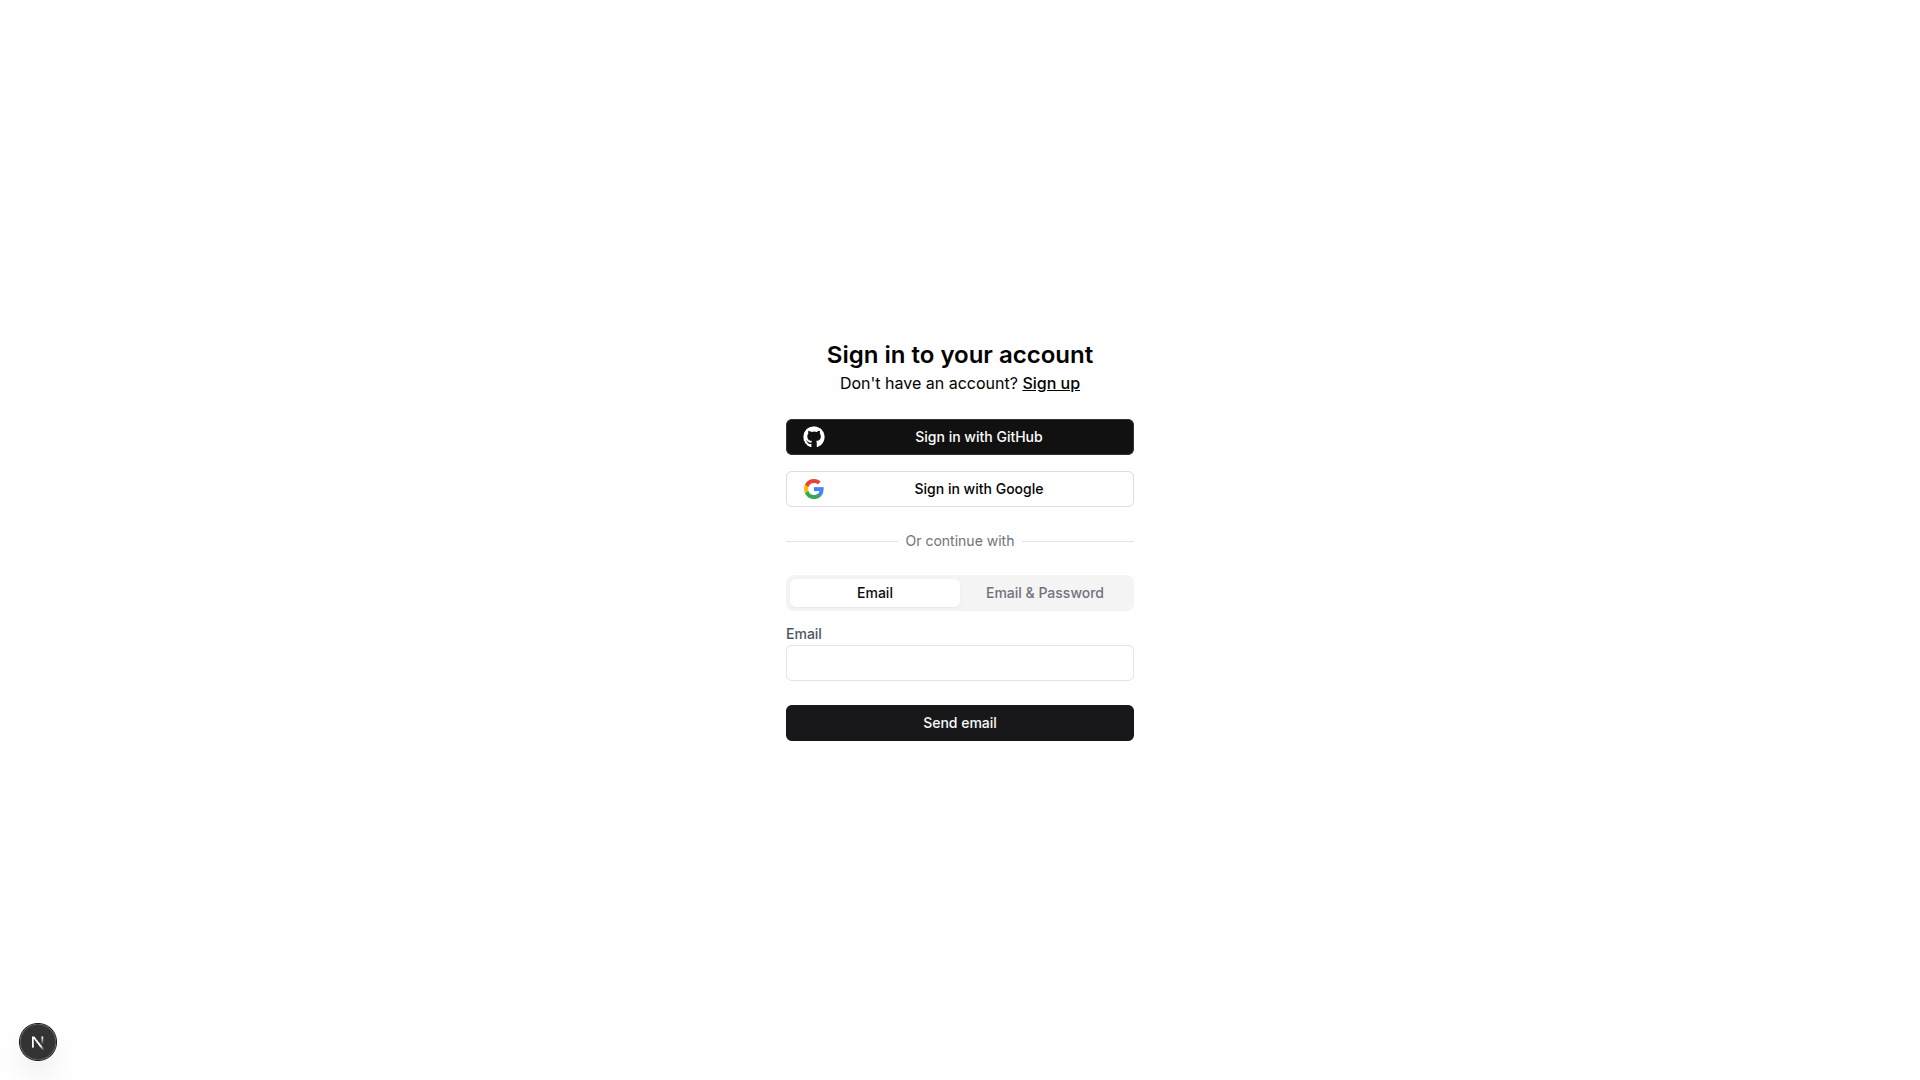 Sign in to your account
Don't have an account? Sign up
Sign in with GitHub
Sign in with Google
Or continue with
Email
Email & Password
Email
Send email
N